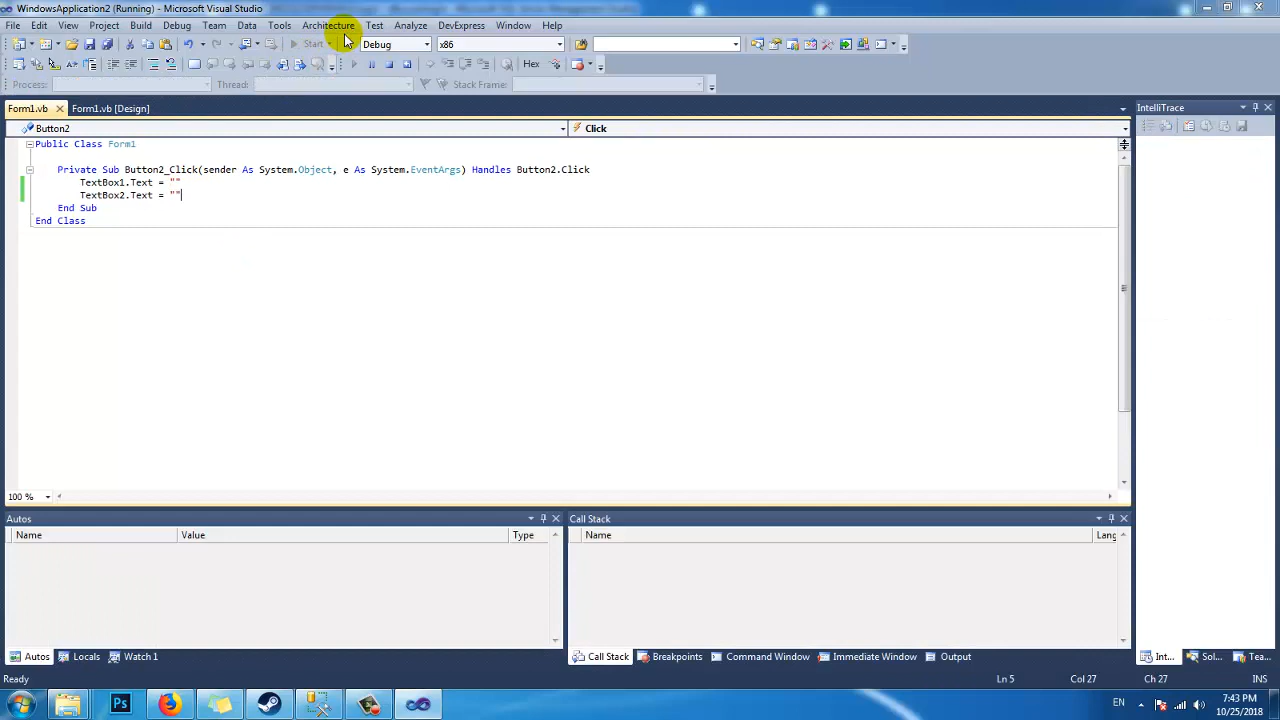 WindowsApplication2 (Running) - Microsoft Visual Studio
File Edit View Project Build Debug Team Data Tools Architecture Test Analyze DevExpress Window Help
Start Debug x86
Hex
Process: Thread: Stack Frame:
Form1.vb Form1.vb [Design] IntelliTrace
Button2 Click
Public Class Form1
Private Sub Button2_Click(sender As System.Object, e As System.EventArgs) Handles Button2.Click
TextBox1.Text = ""
TextBox2.Text = ""
End Sub
End Class
100 %
Autos Call Stack
Name Value Type Name Lang
Autos Locals Watch 1 Call Stack Breakpoints Command Window Immediate Window Output Int... Sol... Tea...
Ready Ln 5 Col 27 Ch 27 INS
Ps EN 7:43 PM
10/25/2018